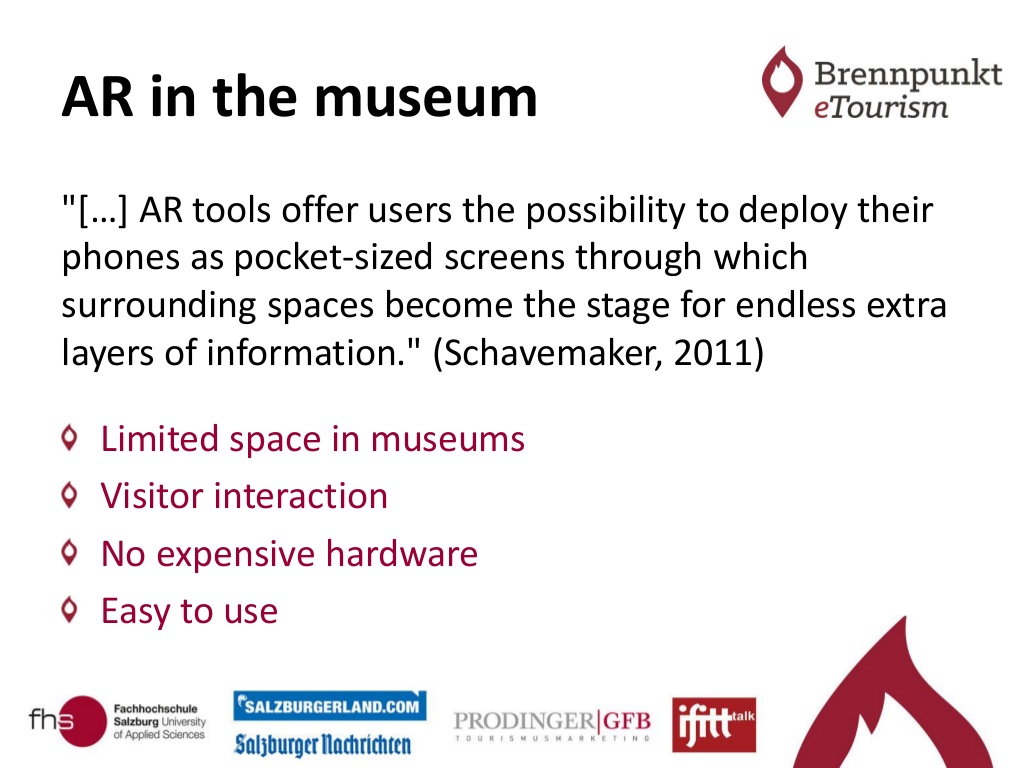 AR in the museum
Brennpunkt
eTourism
"[…] AR tools offer users the possibility to deploy their
phones as pocket-sized screens through which
surrounding spaces become the stage for endless extra
layers of information." (Schavemaker, 2011)
Limited space in museums
Visitor interaction
No expensive hardware
Easy to use
fhs
Fachhochschule
Salzburg University
of Applied Sciences
SALZBURGERLAND.COM
Salzburger Nachrichten
PRODINGER|GFB
TOURISMUSMARKETING
ifitt talk